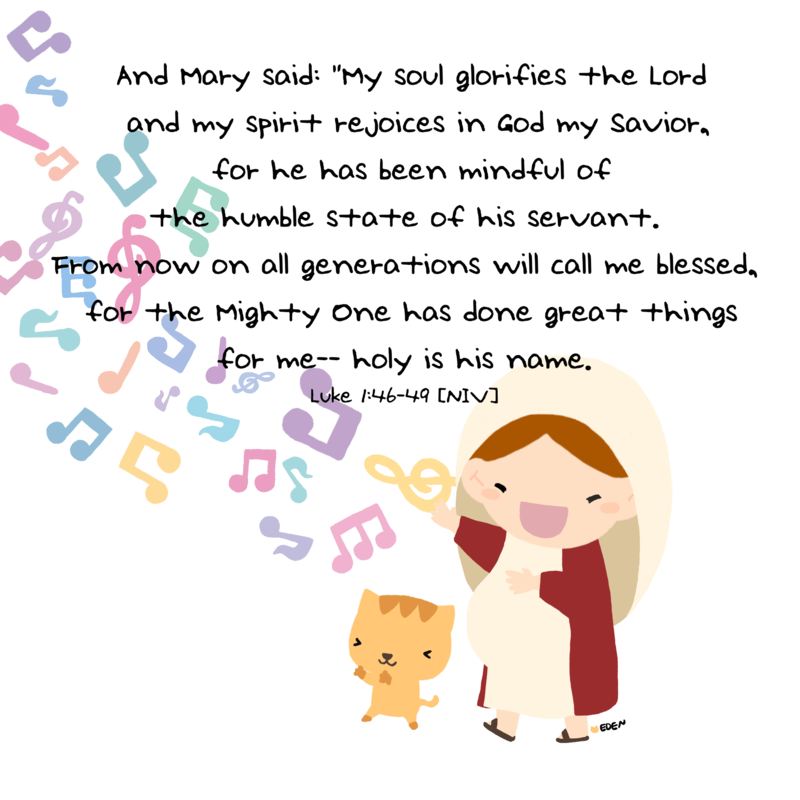 And Mary said: "My soul glorifies the Lord
and my spirit rejoices in God my Savior,
for he has been mindful of
the humble state of his servant.
From now on all generations will call me blessed,
for the Mighty One has done great things
for me-- holy is his name.
Luke 1:46-49 [NIV]
EDEN